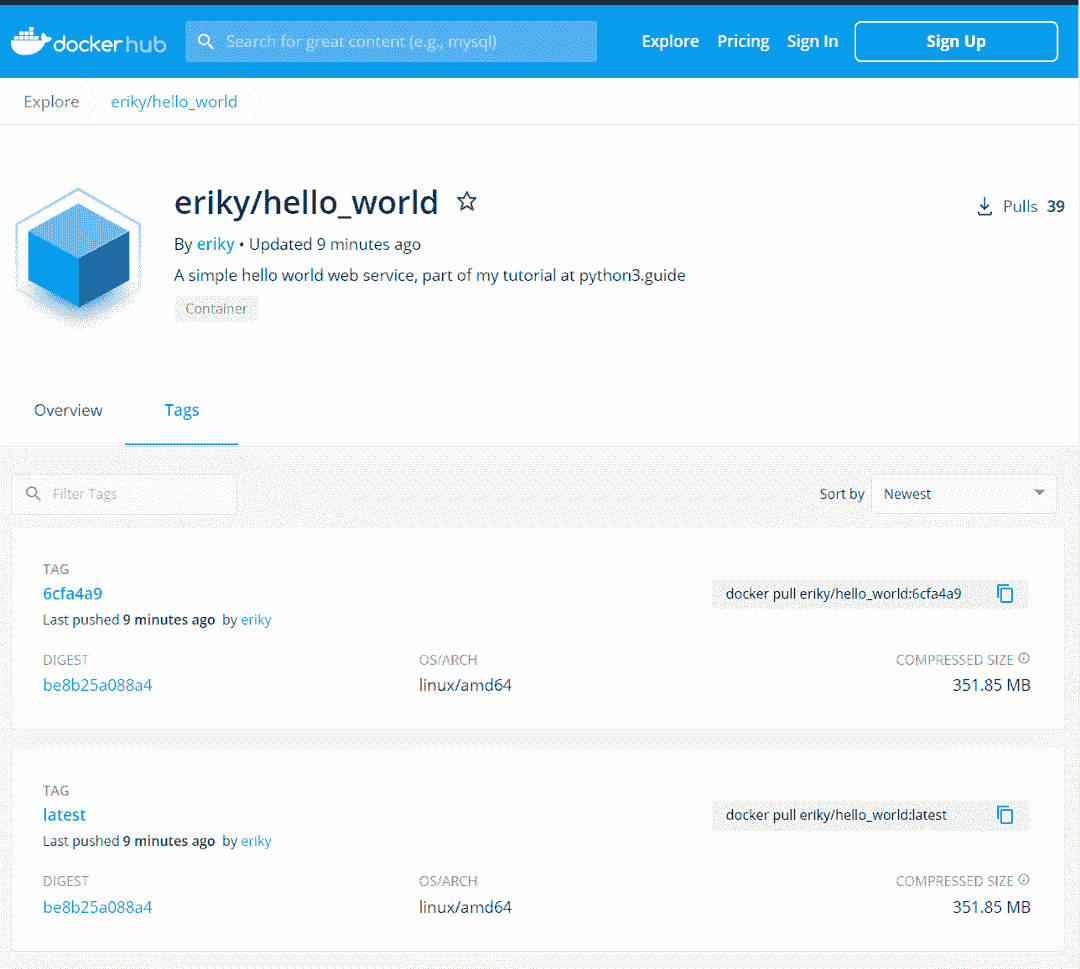 docker hub Search for great content (e.g., mysql) Explore Pricing Sign In Sign Up
Explore eriky/hello_world
eriky/hello_world
Pulls 39
By eriky • Updated 9 minutes ago
A simple hello world web service, part of my tutorial at python3.guide
Container
Overview Tags
Filter Tags Sort by Newest
TAG
6cfa4a9 docker pull eriky/hello_world:6cfa4a9
Last pushed 9 minutes ago by eriky
DIGEST OS/ARCH COMPRESSED SIZE
be8b25a088a4 linux/amd64 351.85 MB
TAG
latest docker pull eriky/hello_world:latest
Last pushed 9 minutes ago by eriky
DIGEST OS/ARCH COMPRESSED SIZE
be8b25a088a4 linux/amd64 351.85 MB